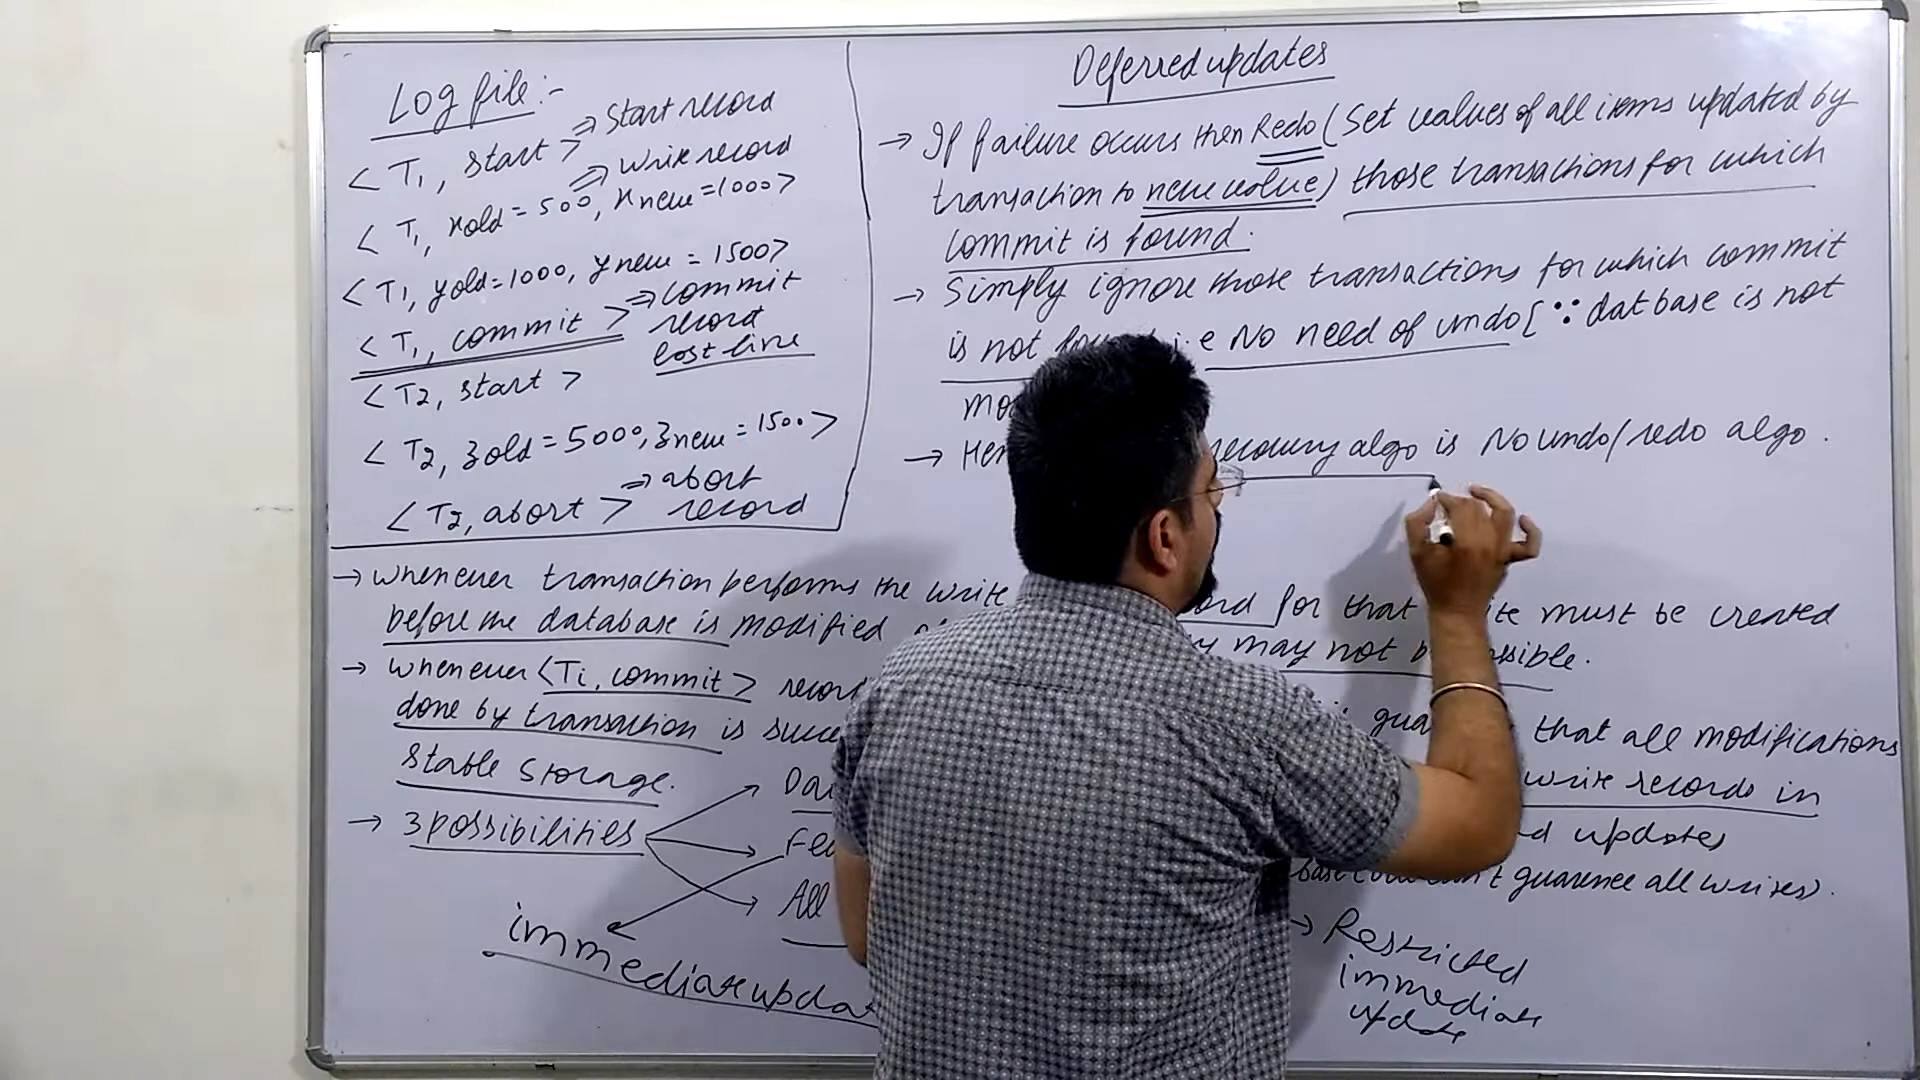 Log file :-
< T1, start > ⇒ Start record
⇒ write record
< T1, xold = 500, xnew = 1000 >
< T1, yold = 1000, ynew = 1500 >
< T1, commit > ⇒ commit
record
last line
< T2, start >
< T2, zold = 5000, znew = 1500 >
⇒ abort
< T2, abort > record
Deferred updates
→ If failure occurs then Redo (Set values of all items updated by
transaction to new value) those transactions for which
commit is found.
→ Simply ignore those transactions for which commit
is not i.e No need of undo [∵ datbase is not
→ recovery algo is No undo/redo algo.
→ whenever transaction performs the write for that must be created
before the database is modified may not
→ whenever <Ti, commit> that all modifications
done by transaction is write records in
stable storage. updates
→ 3 possibilities guarence all writes).
All
immediate
→ Restricted
immediate
update